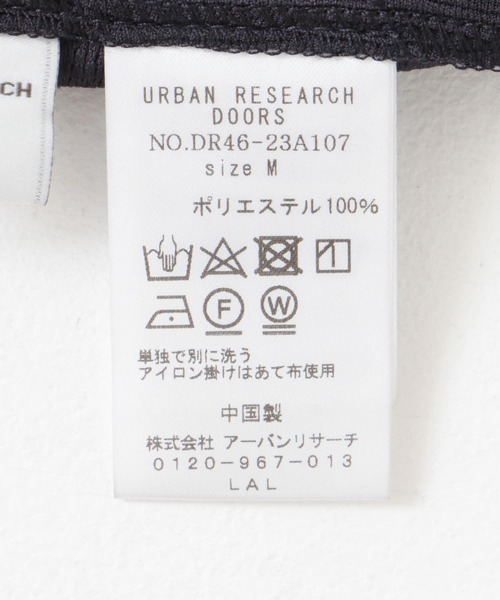 CH
URBAN RESEARCH
DOORS
NO.DR46-23A107
size M
ポリエステル100%
F
W
単独で別に洗う
アイロン掛けはあて布使用
中国製
株式会社 アーバンリサーチ
0120-967-013
LAL